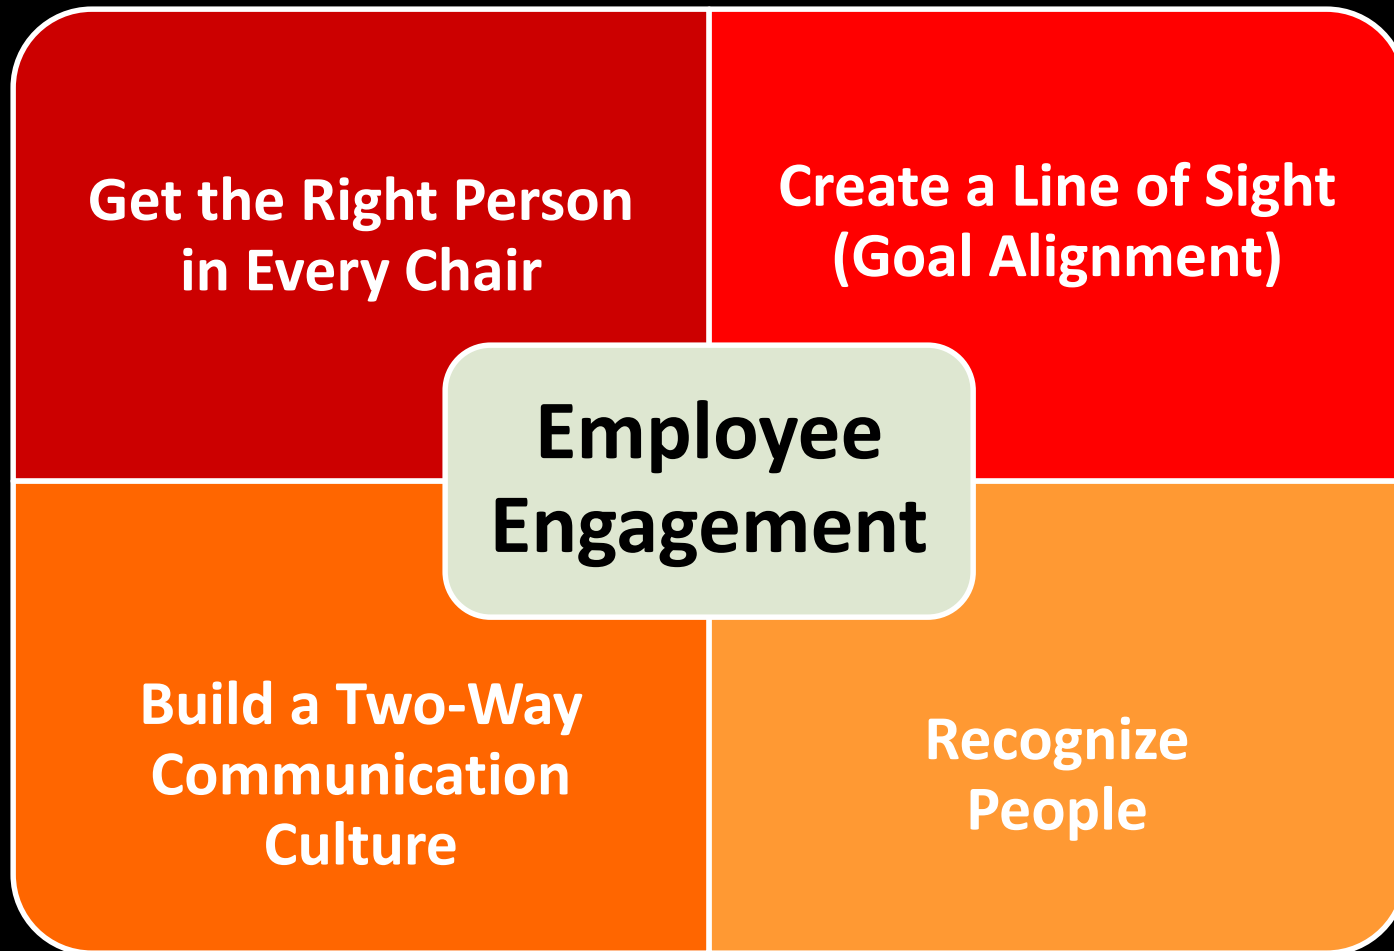 Get the Right Person
in Every Chair
Create a Line of Sight
(Goal Alignment)
Employee
Engagement
Build a Two-Way
Communication
Culture
Recognize
People